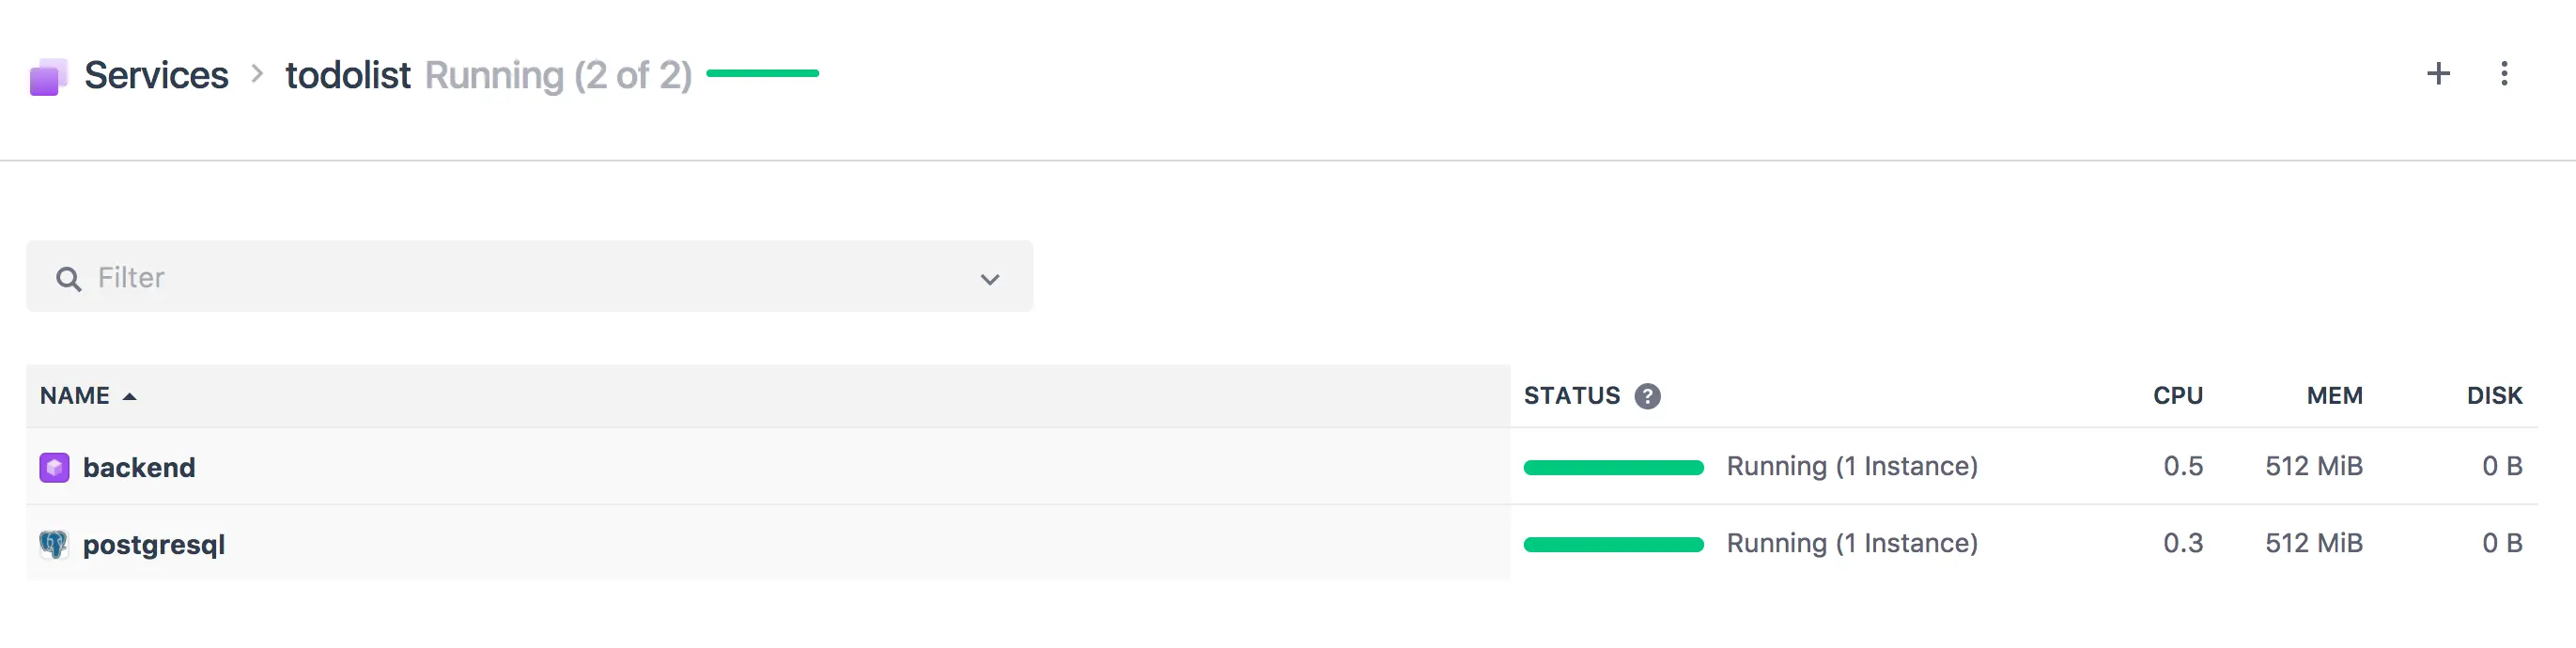 Services > todolist Running (2 of 2)
Filter
NAME STATUS ? CPU MEM DISK
backend Running (1 Instance) 0.5 512 MiB 0 B
postgresql Running (1 Instance) 0.3 512 MiB 0 B